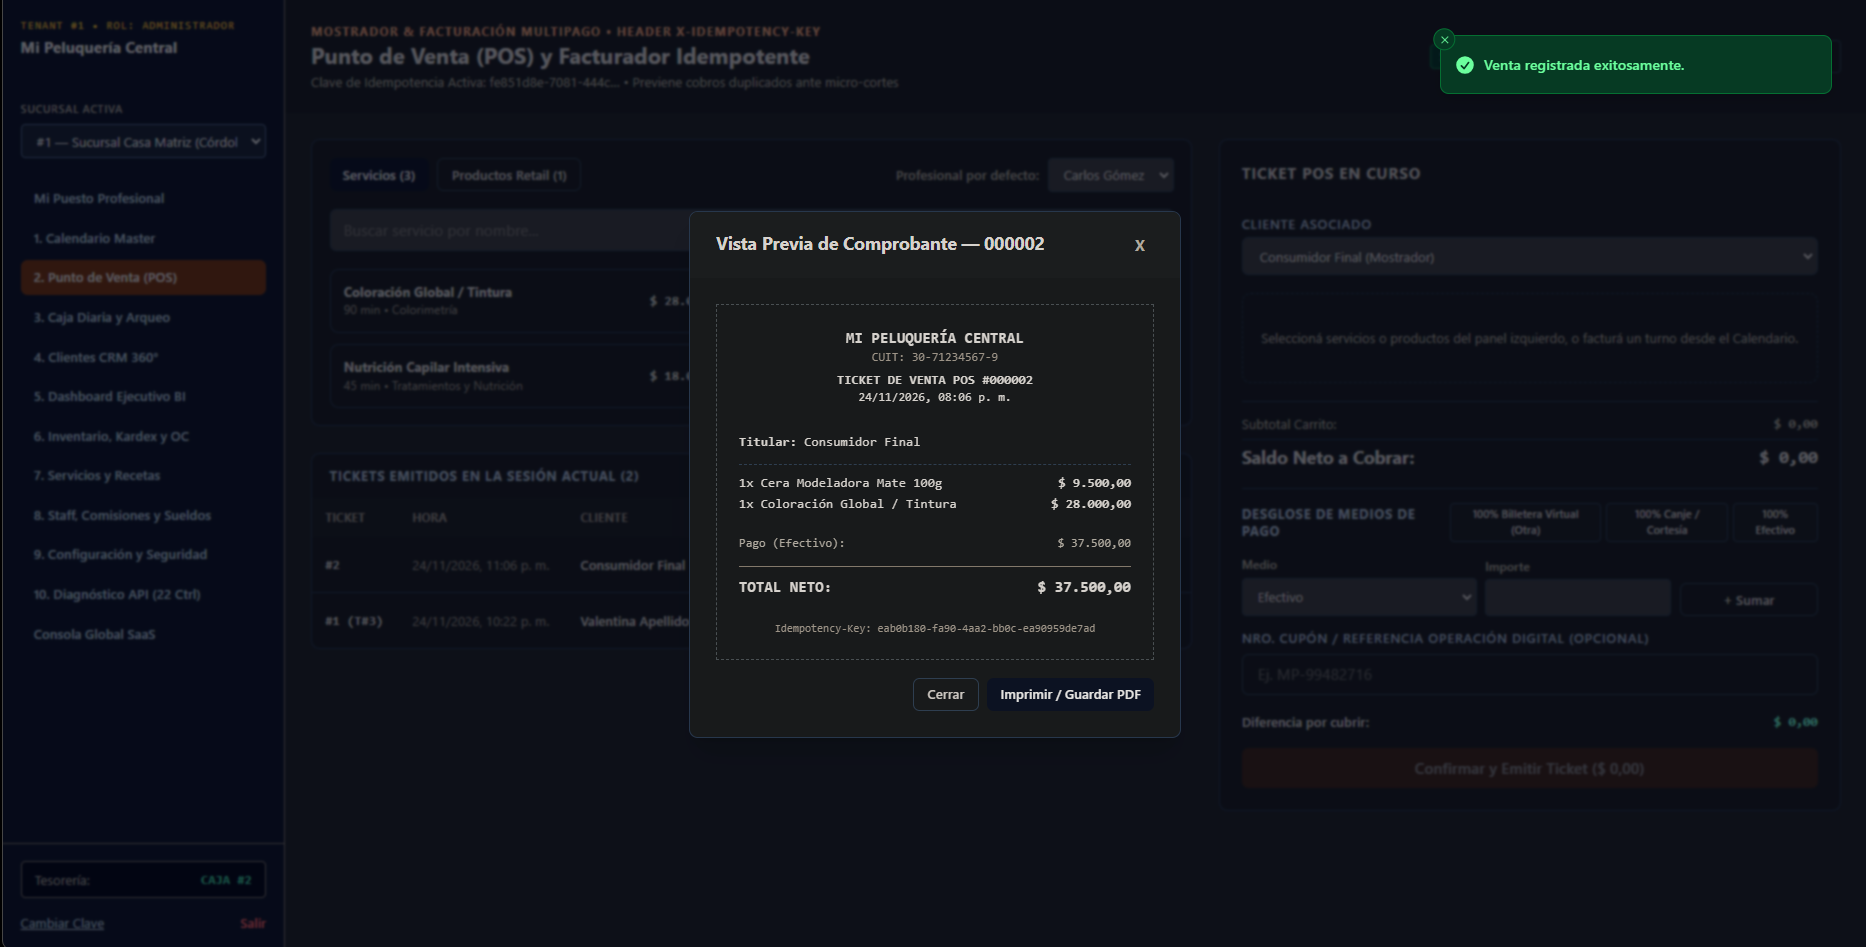 TENANT #1 • ROL: ADMINISTRADOR
Mi Peluquería Central
SUCURSAL ACTIVA
#1 — Sucursal Casa Matriz (Córdol
Mi Puesto Profesional
1. Calendario Master
2. Punto de Venta (POS)
3. Caja Diaria y Arqueo
4. Clientes CRM 360°
5. Dashboard Ejecutivo BI
6. Inventario, Kardex y OC
7. Servicios y Recetas
8. Staff, Comisiones y Sueldos
9. Configuración y Seguridad
10. Diagnóstico API (22 Ctrl)
Consola Global SaaS
Tesorería: CAJA #2
Cambiar Clave Salir
MOSTRADOR & FACTURACIÓN MULTIPAGO • HEADER X-IDEMPOTENCY-KEY
Punto de Venta (POS) y Facturador Idempotente
Clave de Idempotencia Activa: fe851d8e-7081-444c... • Previene cobros duplicados ante micro-cortes
Venta registrada exitosamente.
Servicios (3) Productos Retail (1) Profesional por defecto: Carlos Gómez
Buscar servicio por nombre...
Coloración Global / Tintura
90 min • Colorimetría
$ 28.
Nutrición Capilar Intensiva
45 min • Tratamientos y Nutrición
$ 18.
TICKETS EMITIDOS EN LA SESIÓN ACTUAL (2)
TICKET HORA CLIENTE
#2 24/11/2026, 11:06 p. m. Consumidor Final
#1 (T#3) 24/11/2026, 10:22 p. m. Valentina Apellido
Vista Previa de Comprobante — 000002 X
MI PELUQUERÍA CENTRAL
CUIT: 30-71234567-9
TICKET DE VENTA POS #000002
24/11/2026, 08:06 p. m.
Titular: Consumidor Final
1x Cera Modeladora Mate 100g $ 9.500,00
1x Coloración Global / Tintura $ 28.000,00
Pago (Efectivo): $ 37.500,00
TOTAL NETO: $ 37.500,00
Idempotency-Key: eab0b180-fa90-4aa2-bb0c-ea90959de7ad
Cerrar Imprimir / Guardar PDF
TICKET POS EN CURSO
CLIENTE ASOCIADO
Consumidor Final (Mostrador)
Seleccioná servicios o productos del panel izquierdo, o facturá un turno desde el Calendario.
Subtotal Carrito: $ 0,00
Saldo Neto a Cobrar: $ 0,00
DESGLOSE DE MEDIOS DE PAGO
100% Billetera Virtual (Otra)
100% Canje / Cortesía
100% Efectivo
Medio Importe
Efectivo + Sumar
NRO. CUPÓN / REFERENCIA OPERACIÓN DIGITAL (OPCIONAL)
Ej. MP-99482716
Diferencia por cubrir: $ 0,00
Confirmar y Emitir Ticket ($ 0,00)